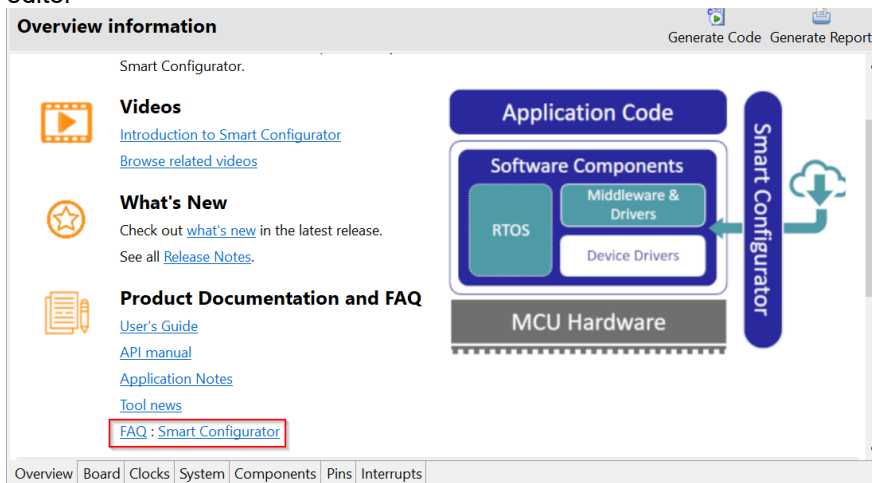 editor
Overview information
Generate Code Generate Report
Smart Configurator.
Videos
Introduction to Smart Configurator
Browse related videos
What's New
Check out what's new in the latest release.
See all Release Notes.
Product Documentation and FAQ
User's Guide
API manual
Application Notes
Tool news
FAQ : Smart Configurator
Application Code
Software Components
RTOS
Middleware &
Drivers
Device Drivers
MCU Hardware
Smart Configurator
Overview Board Clocks System Components Pins Interrupts